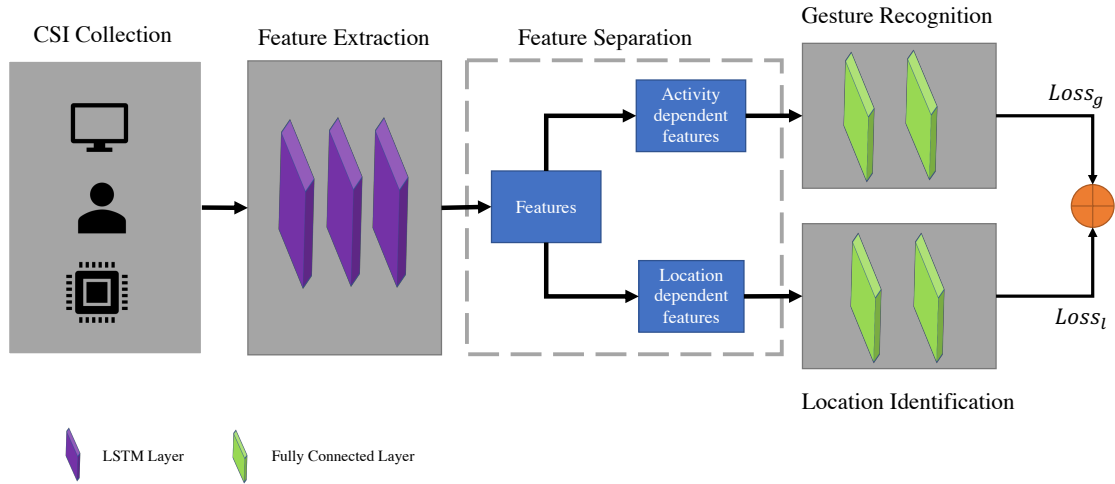 CSI Collection
Feature Extraction
Feature Separation
Gesture Recognition
Activity
dependent
features
Features
Location
dependent
features
Loss_g
Loss_l
Location Identification
LSTM Layer
Fully Connected Layer